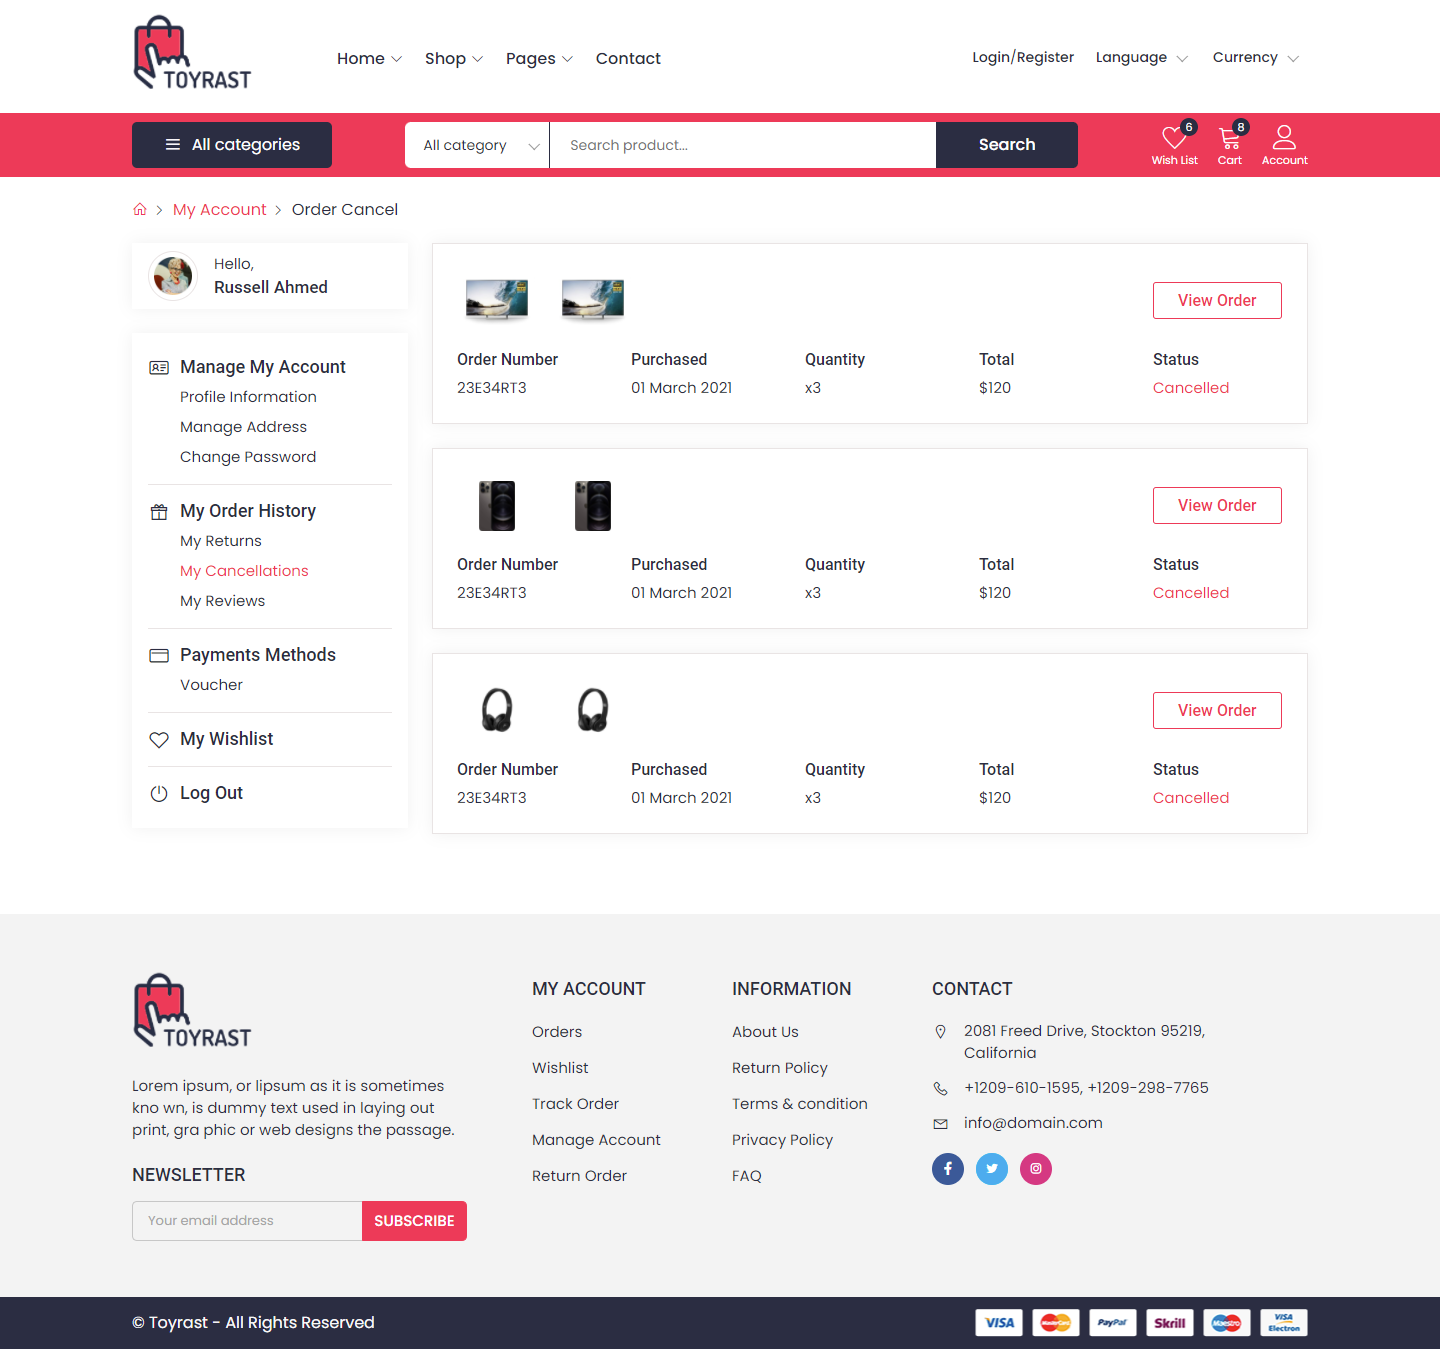 TOYRAST
Home Shop Pages Contact
Login/Register Language Currency
All categories
All category
Search product...
Search
6
Wish List
8
Cart
Account
My Account Order Cancel
Hello,
Russell Ahmed
Manage My Account
Profile Information
Manage Address
Change Password
My Order History
My Returns
My Cancellations
My Reviews
Payments Methods
Voucher
My Wishlist
Log Out
View Order
Order Number Purchased Quantity Total Status
23E34RT3 01 March 2021 x3 $120 Cancelled
View Order
Order Number Purchased Quantity Total Status
23E34RT3 01 March 2021 x3 $120 Cancelled
View Order
Order Number Purchased Quantity Total Status
23E34RT3 01 March 2021 x3 $120 Cancelled
TOYRAST
Lorem ipsum, or lipsum as it is sometimes
kno wn, is dummy text used in laying out
print, gra phic or web designs the passage.
NEWSLETTER
Your email address
SUBSCRIBE
MY ACCOUNT
Orders
Wishlist
Track Order
Manage Account
Return Order
INFORMATION
About Us
Return Policy
Terms & condition
Privacy Policy
FAQ
CONTACT
2081 Freed Drive, Stockton 95219,
California
+1209-610-1595, +1209-298-7765
info@domain.com
© Toyrast - All Rights Reserved
VISA
MasterCard
PayPal
Skrill
Maestro
VISA
Electron